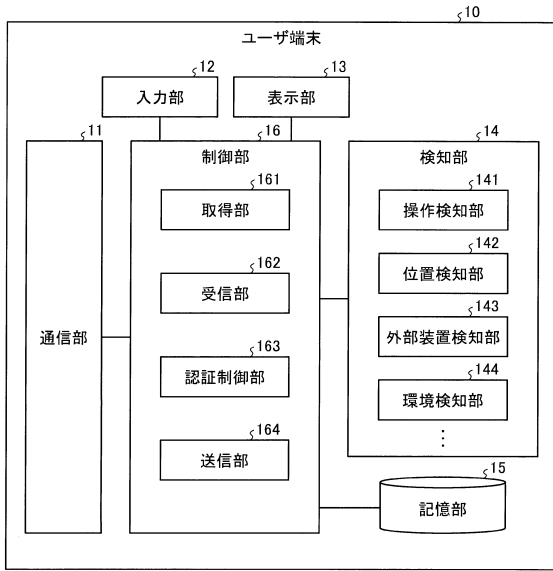 10
ユーザ端末
12
入力部
13
表示部
11
通信部
16
制御部
161
取得部
162
受信部
163
認証制御部
164
送信部
14
検知部
141
操作検知部
142
位置検知部
143
外部装置検知部
144
環境検知部
⋮
15
記憶部